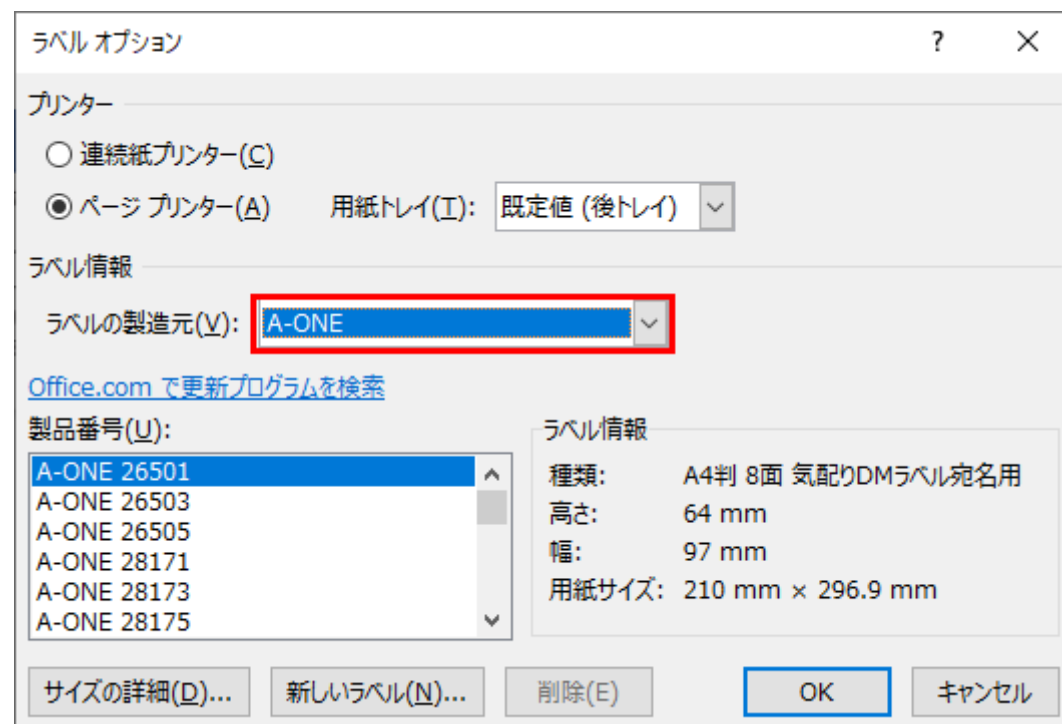 ラベル オプション ? ×
プリンター
連続紙プリンター(C)
ページ プリンター(A) 用紙トレイ(T): 既定値 (後トレイ)
ラベル情報
ラベルの製造元(V): A-ONE
Office.com で更新プログラムを検索
製品番号(U):
A-ONE 26501
A-ONE 26503
A-ONE 26505
A-ONE 28171
A-ONE 28173
A-ONE 28175
ラベル情報
種類: A4判 8面 気配りDMラベル宛名用
高さ: 64 mm
幅: 97 mm
用紙サイズ: 210 mm × 296.9 mm
サイズの詳細(D)... 新しいラベル(N)... 削除(E) OK キャンセル